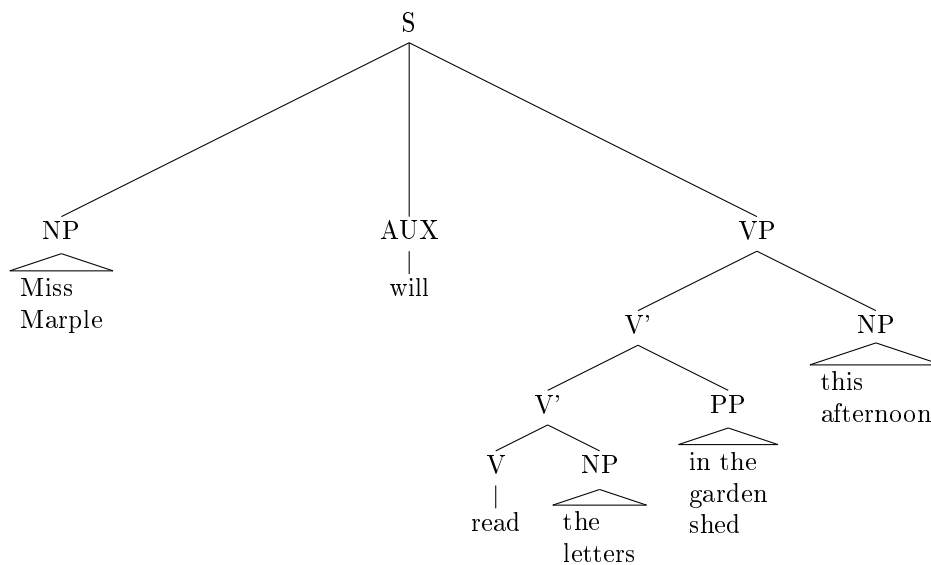 S
NP AUX VP
Miss
Marple
will
V' NP
this
afternoon
V' PP
in the
garden
shed
V NP
read
the
letters